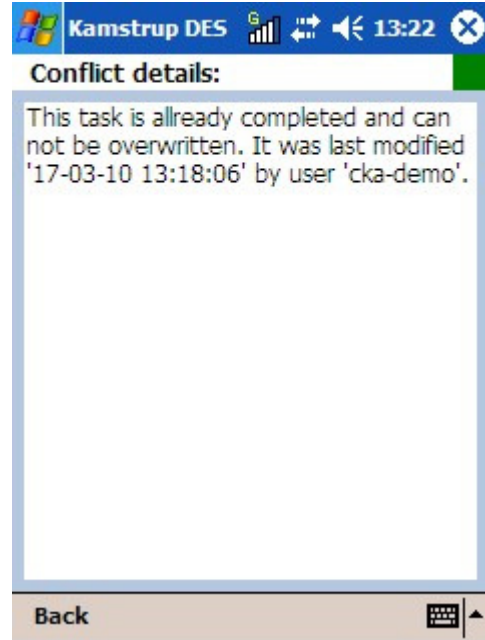 Kamstrup DES G 13:22
Conflict details:
This task is allready completed and can
not be overwritten. It was last modified
'17-03-10 13:18:06' by user 'cka-demo'.
Back